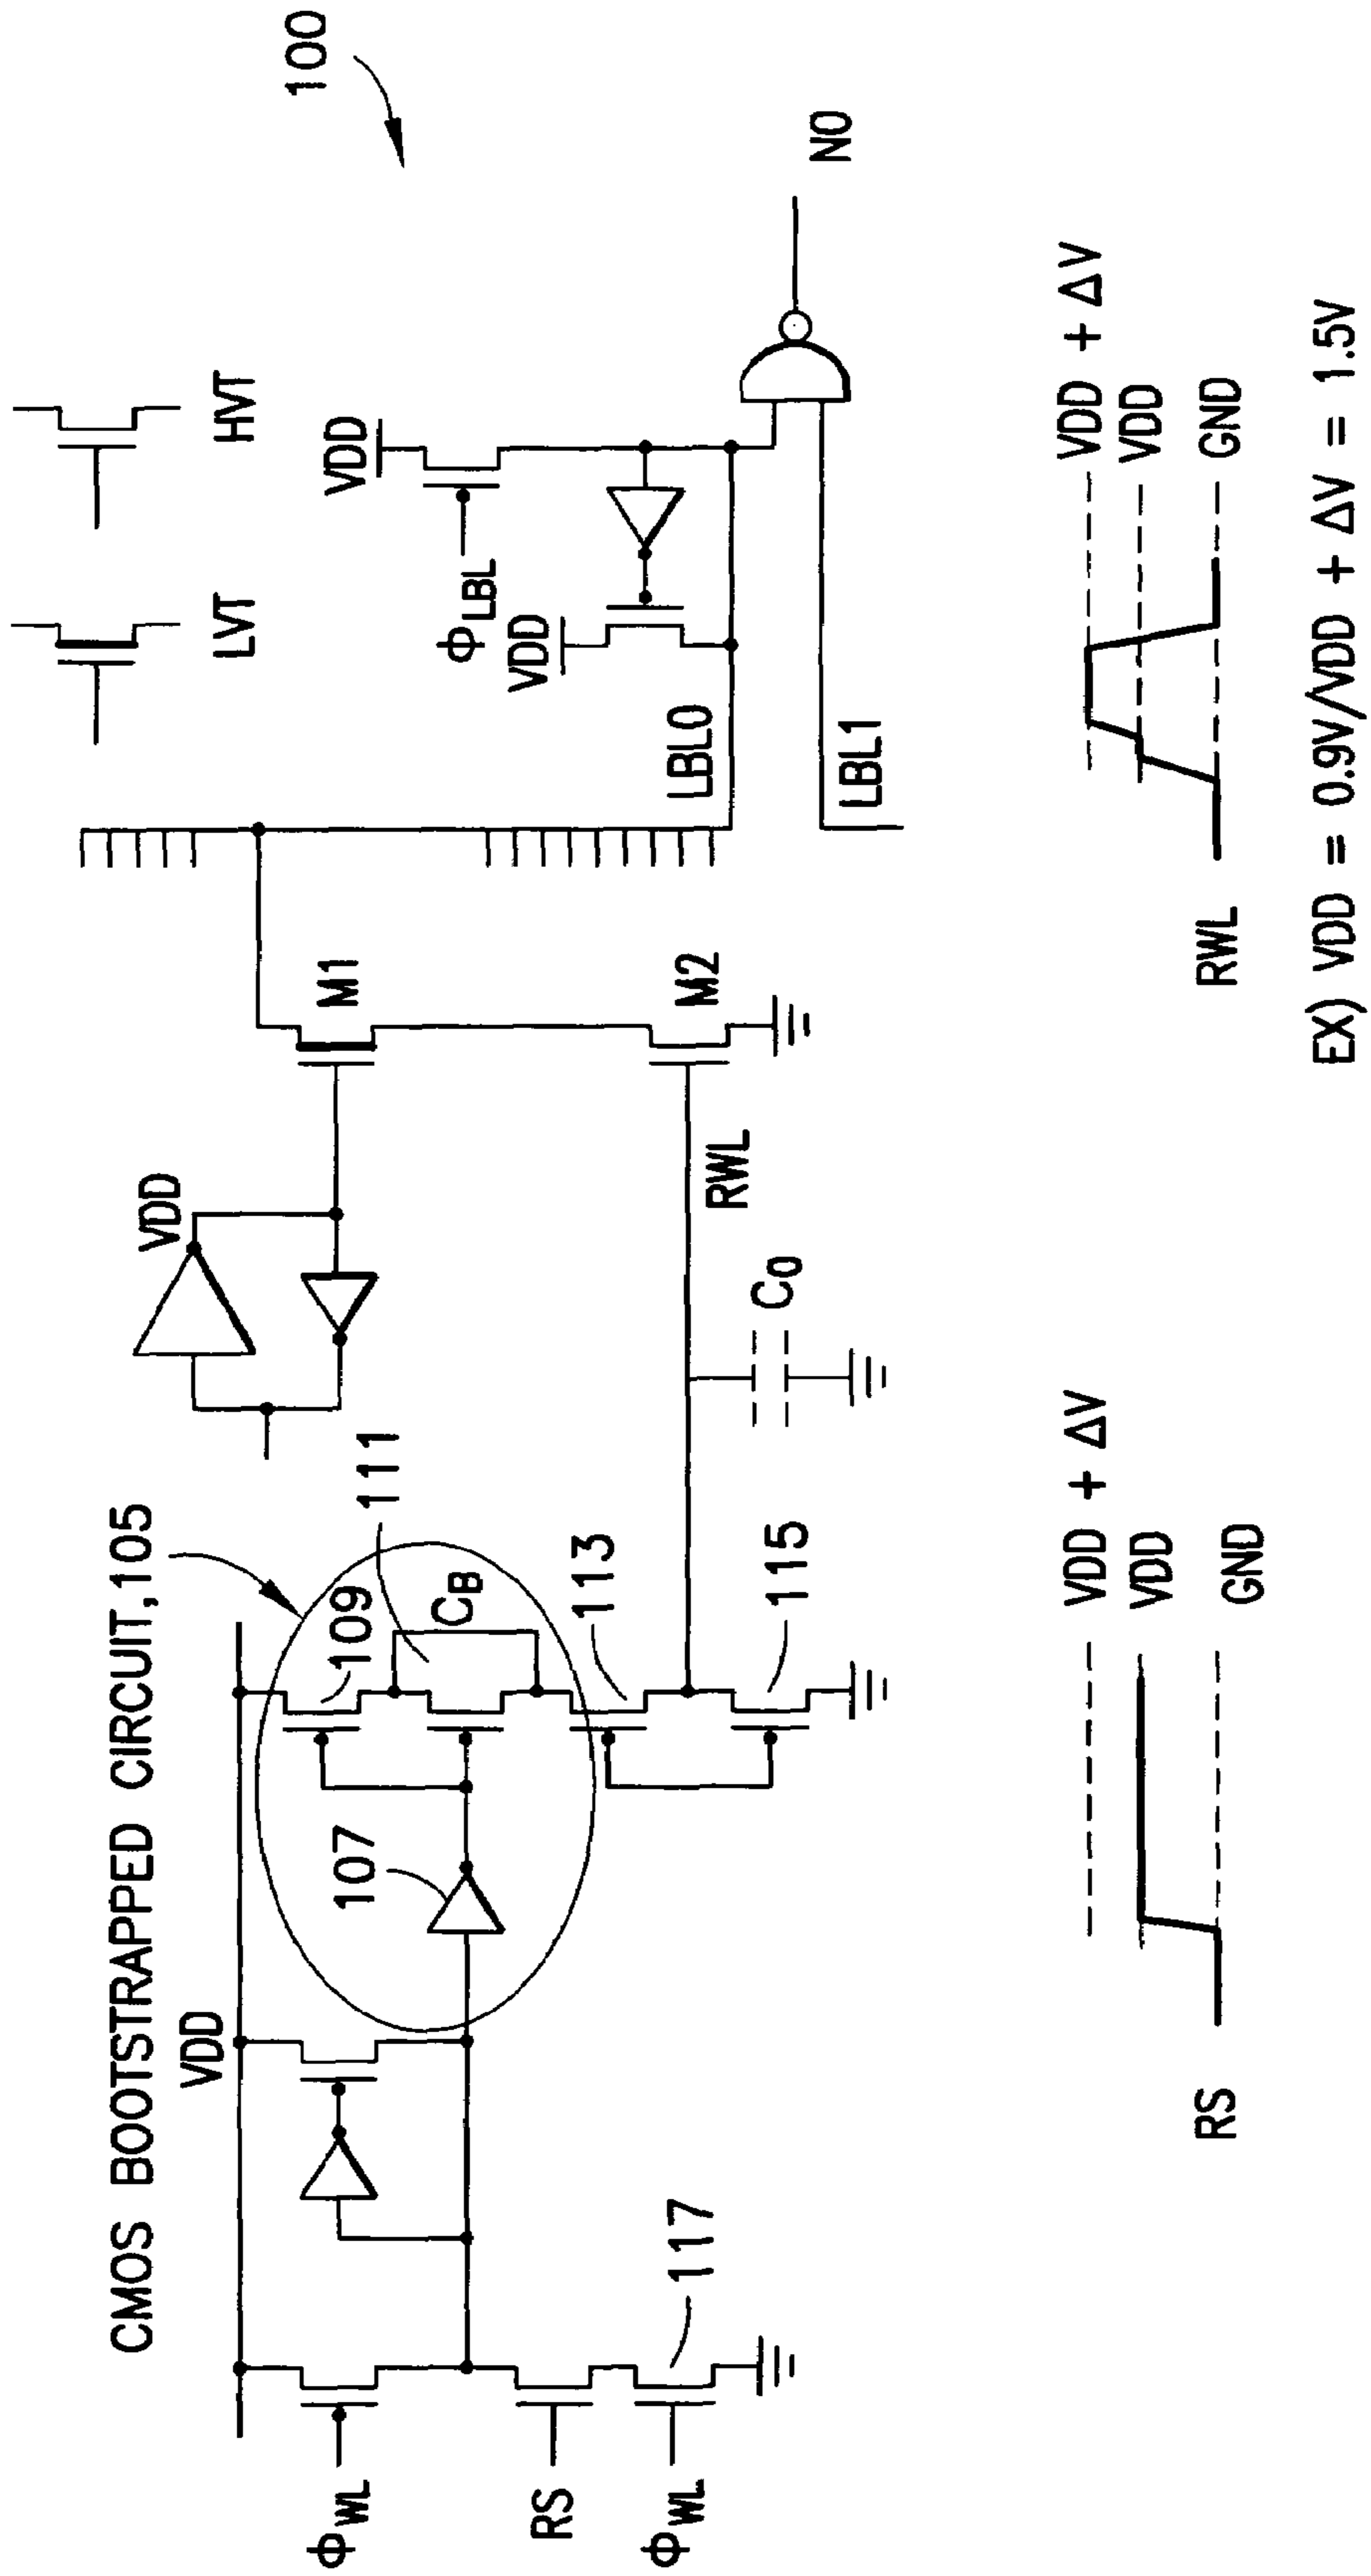 100
LVT
HVT
VDD
ΦLBL
VDD
LBL0
LBL1
N0
VDD
M1
M2
RWL
C0
CMOS BOOTSTRAPPED CIRCUIT,105
VDD
107
109
111
CB
113
115
117
ΦWL
RS
ΦWL
RS
VDD + ΔV
VDD
GND
RWL
VDD + ΔV
VDD
GND
EX) VDD = 0.9V/VDD + ΔV = 1.5V